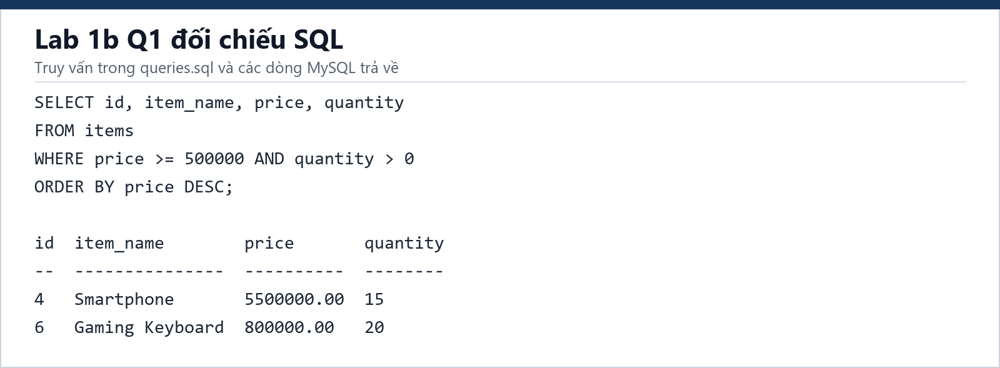 Lab 1b Q1 đối chiếu SQL
Truy vấn trong queries.sql và các dòng MySQL trả về
SELECT id, item_name, price, quantity
FROM items
WHERE price >= 500000 AND quantity > 0
ORDER BY price DESC;
id  item_name        price       quantity
--  ---------------  ----------  --------
4   Smartphone       5500000.00  15
6   Gaming Keyboard  800000.00   20